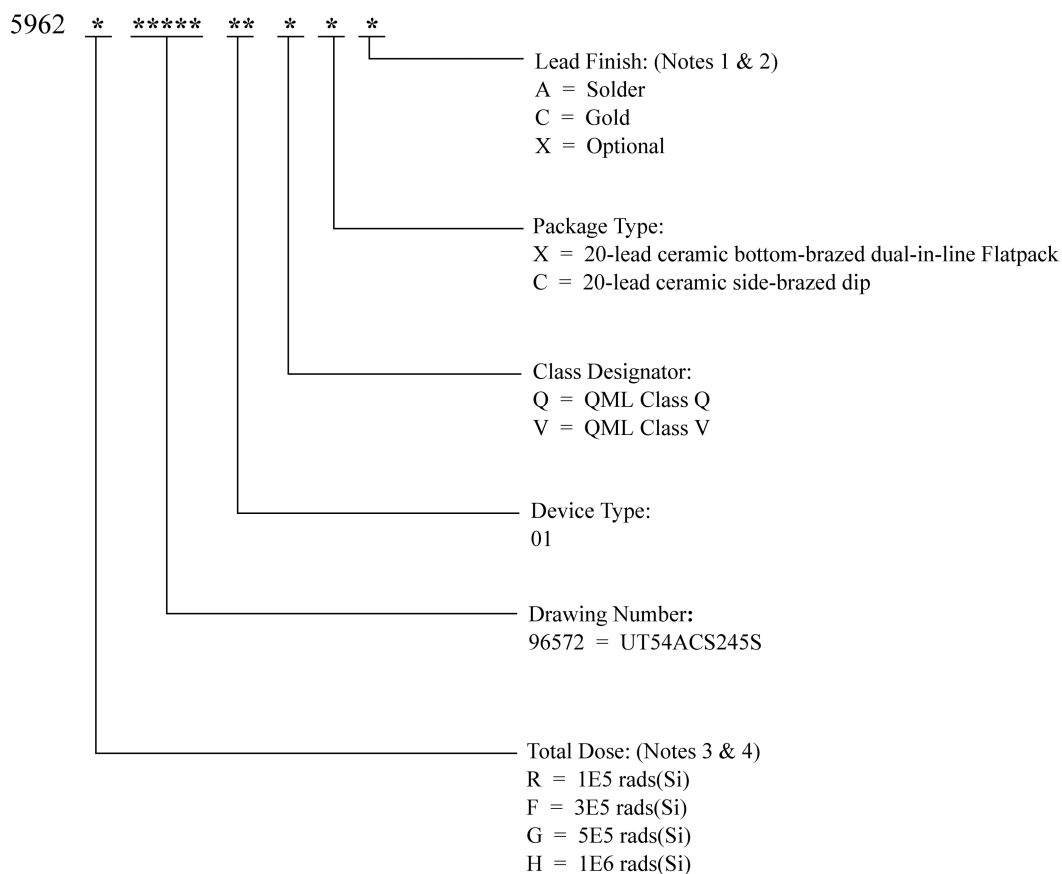 5962 * ***** ** * * *
Lead Finish: (Notes 1 & 2)
A = Solder
C = Gold
X = Optional
Package Type:
X = 20-lead ceramic bottom-brazed dual-in-line Flatpack
C = 20-lead ceramic side-brazed dip
Class Designator:
Q = QML Class Q
V = QML Class V
Device Type:
01
Drawing Number:
96572 = UT54ACS245S
Total Dose: (Notes 3 & 4)
R = 1E5 rads(Si)
F = 3E5 rads(Si)
G = 5E5 rads(Si)
H = 1E6 rads(Si)